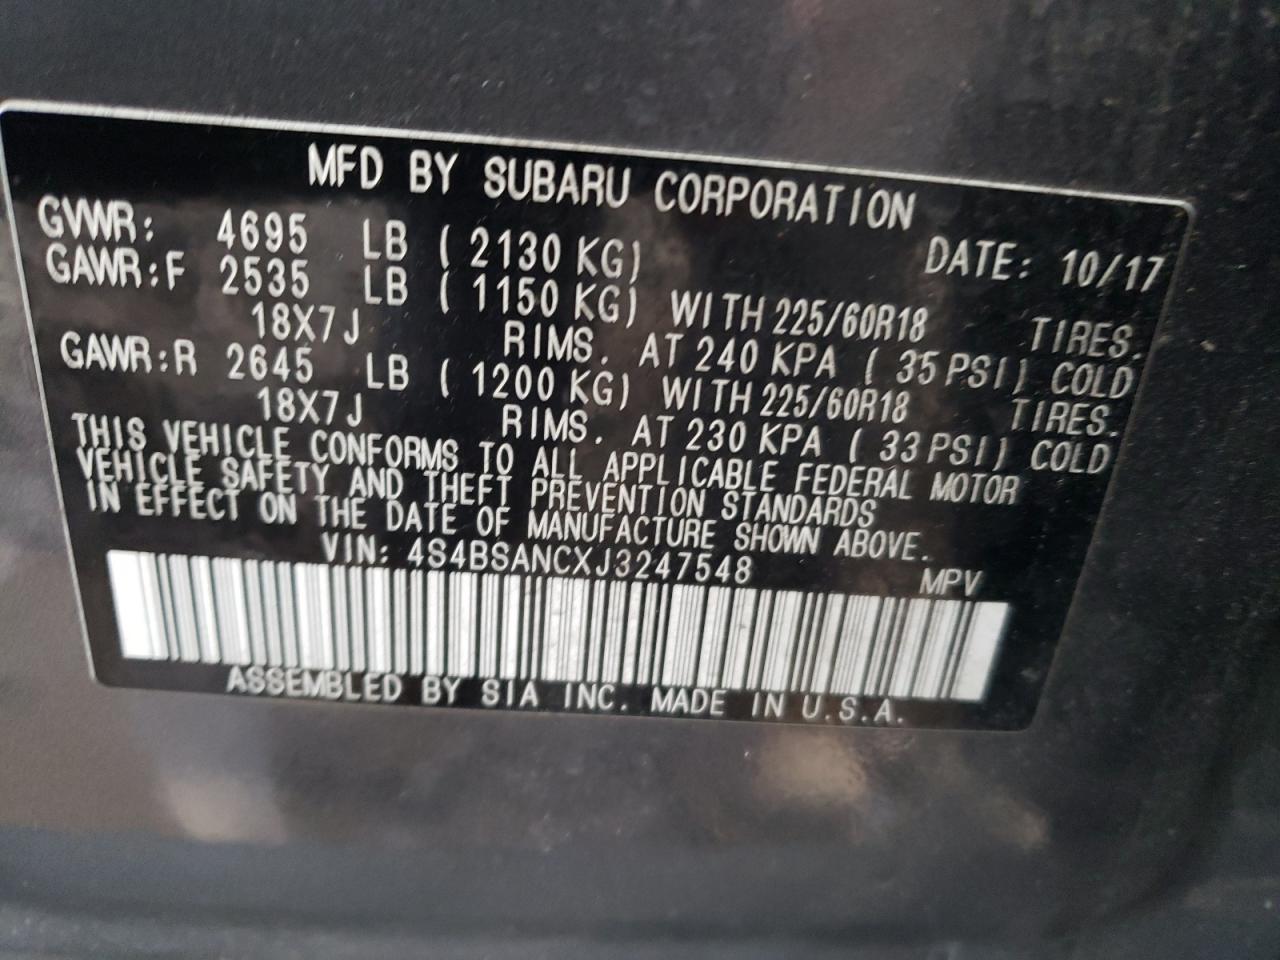 MFD BY SUBARU CORPORATION
GVWR: 4695 LB ( 2130 KG) DATE: 10/17
GAWR:F 2535 LB ( 1150 KG) WITH 225/60R18 TIRES.
18X7J RIMS. AT 240 KPA ( 35 PSI) COLD
GAWR:R 2645 LB ( 1200 KG) WITH 225/60R18 TIRES.
18X7J RIMS. AT 230 KPA ( 33 PSI) COLD
THIS VEHICLE CONFORMS TO ALL APPLICABLE FEDERAL MOTOR
VEHICLE SAFETY AND THEFT PREVENTION STANDARDS
IN EFFECT ON THE DATE OF MANUFACTURE SHOWN ABOVE.
VIN: 4S4BSANCXJ3247548 MPV
ASSEMBLED BY SIA INC. MADE IN U.S.A.